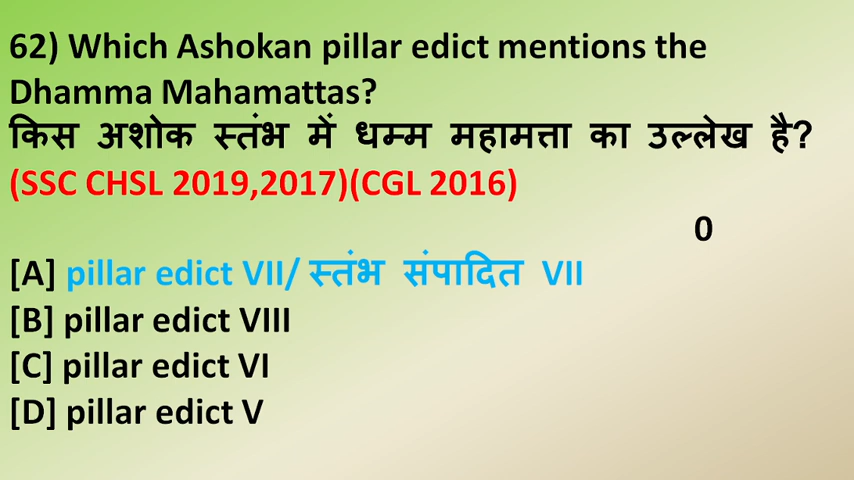 62) Which Ashokan pillar edict mentions the
Dhamma Mahamattas?
किस अशोक स्तंभ में धम्म महामत्ता का उल्लेख है?
(SSC CHSL 2019,2017)(CGL 2016)
0
[A] pillar edict VII/ स्तंभ संपादित VII
[B] pillar edict VIII
[C] pillar edict VI
[D] pillar edict V